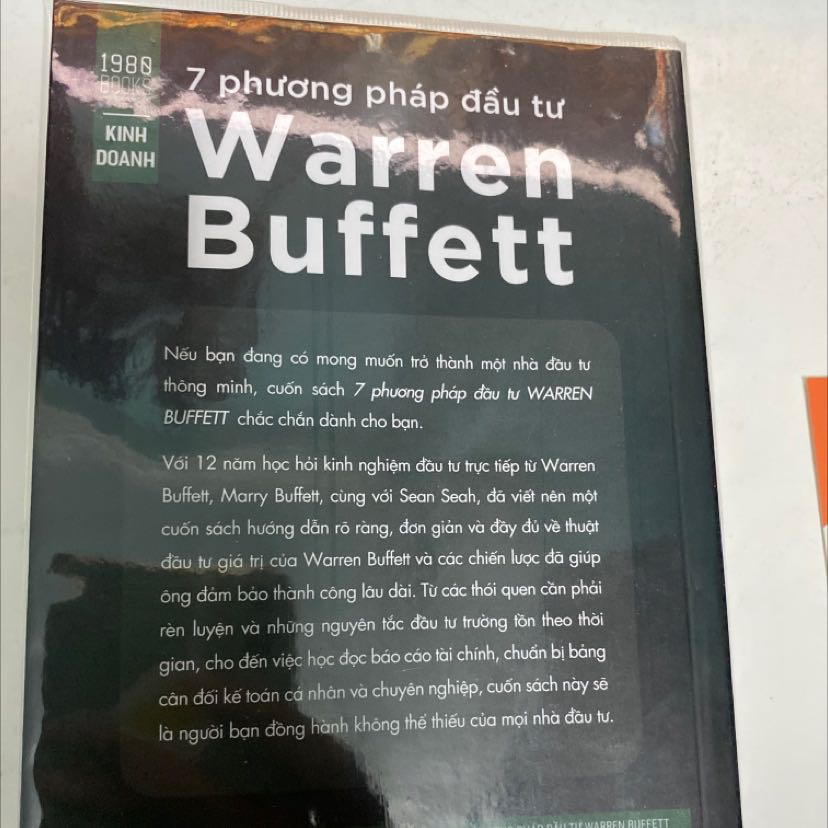 1980
BOOKS
KINH
DOANH
7 phương pháp đầu tư
Warren
Buffett
Nếu bạn đang có mong muốn trở thành một nhà đầu tư
thông minh, cuốn sách 7 phương pháp đầu tư WARREN
BUFFETT chắc chắn dành cho bạn.
Với 12 năm học hỏi kinh nghiệm đầu tư trực tiếp từ Warren
Buffett, Marry Buffett, cùng với Sean Seah, đã viết nên một
cuốn sách hướng dẫn rõ ràng, đơn giản và đầy đủ về thuật
đầu tư giá trị của Warren Buffett và các chiến lược đã giúp
ông đảm bảo thành công lâu dài. Từ các thói quen cần phải
rèn luyện và những nguyên tắc đầu tư trường tồn theo thời
gian, cho đến việc học đọc báo cáo tài chính, chuẩn bị bảng
cân đối kế toán cá nhân và chuyên nghiệp, cuốn sách này sẽ
là người bạn đồng hành không thể thiếu của mọi nhà đầu tư.
PHÁP ĐẦU TƯ WARREN BUFFETT